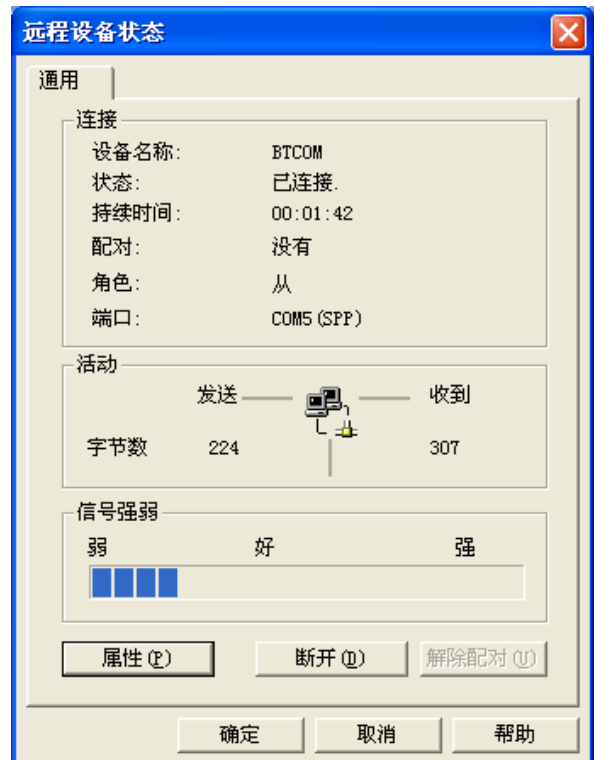 远程设备状态
通用
连接
设备名称: BTCOM
状态: 已连接.
持续时间: 00:01:42
配对: 没有
角色: 从
端口: COM5(SPP)
活动
发送 收到
字节数 224 307
信号强弱
弱 好 强
属性(P) 断开(D) 解除配对(U)
确定 取消 帮助